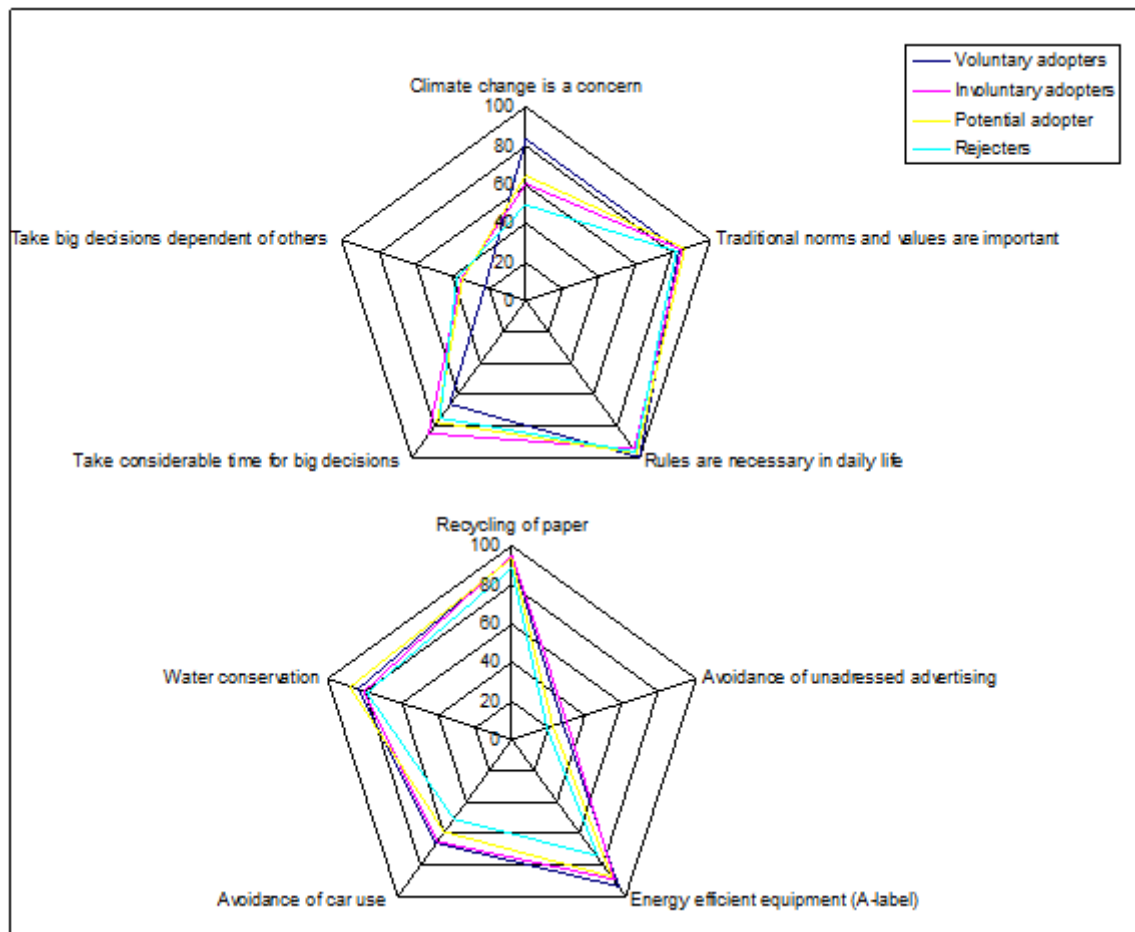 Voluntary adopters
Involuntary adopters
Potential adopter
Rejecters
Climate change is a concern
100
80
60
40
20
0
Take big decisions dependent of others
Traditional norms and values are important
Take considerable time for big decisions
Rules are necessary in daily life
Recycling of paper
100
80
60
40
20
0
Water conservation
Avoidance of unadressed advertising
Avoidance of car use
Energy efficient equipment (A-label)